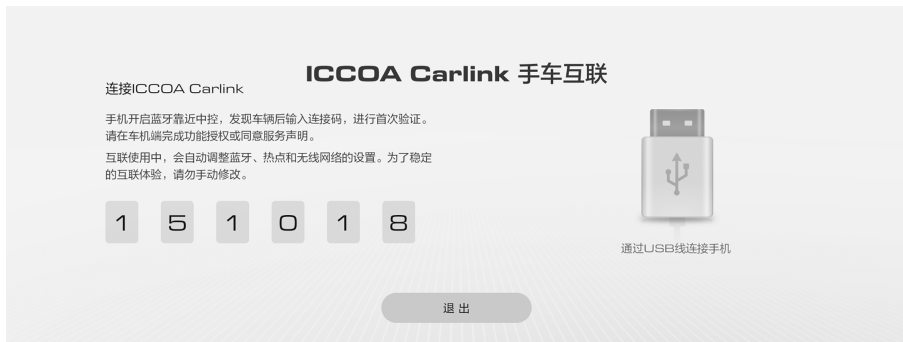 ICCOA Carlink 手车互联
连接ICCOA Carlink
手机开启蓝牙靠近中控，发现车辆后输入连接码，进行首次验证。
请在车机端完成功能授权或同意服务声明。
互联使用中，会自动调整蓝牙、热点和无线网络的设置。为了稳定
的互联体验，请勿手动修改。
1 5 1 0 1 8
通过USB线连接手机
退出